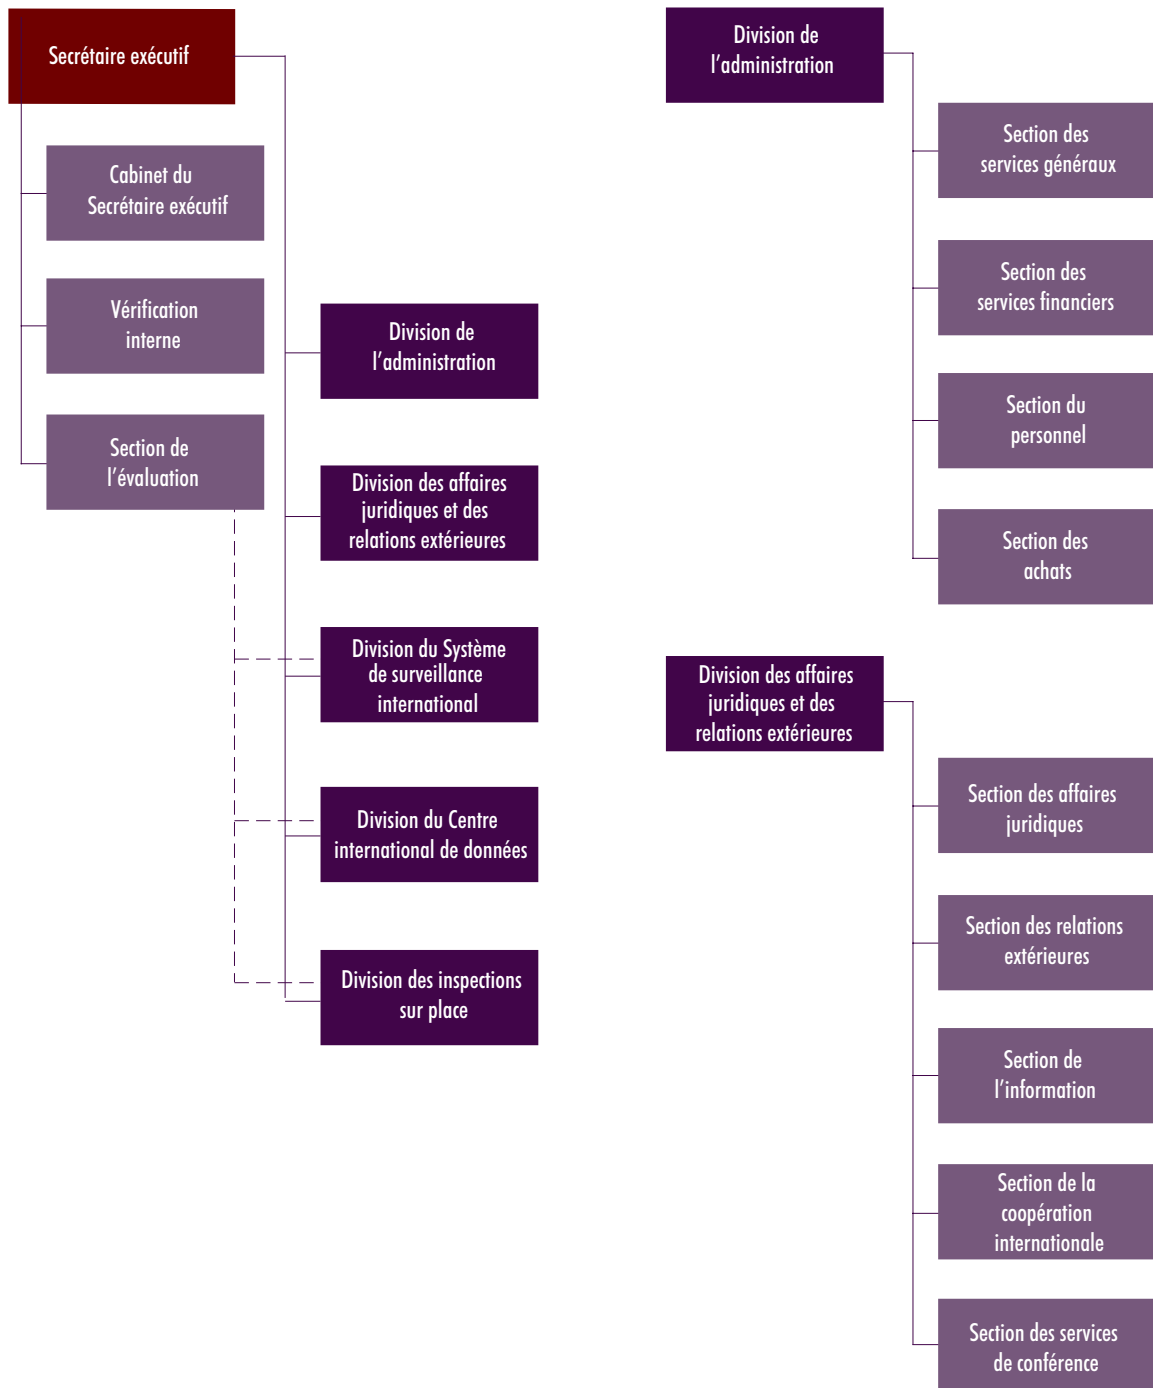 Secrétaire exécutif
Cabinet du
Secrétaire exécutif
Vérification
interne
Section de
l'évaluation
Division de
l'administration
Division des affaires
juridiques et des
relations extérieures
Division du Système
de surveillance
international
Division du Centre
international de données
Division des inspections
sur place
Division de
l'administration
Section des
services généraux
Section des
services financiers
Section du
personnel
Section des
achats
Division des affaires
juridiques et des
relations extérieures
Section des affaires
juridiques
Section des relations
extérieures
Section de
l'information
Section de la
coopération
internationale
Section des services
de conférence